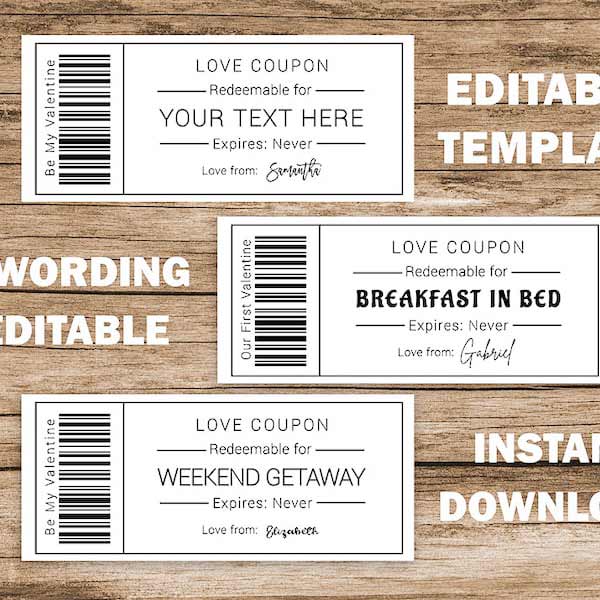 Be My Valentine
LOVE COUPON
Redeemable for
YOUR TEXT HERE
Expires: Never
Love from: Samantha
EDITAB
TEMPLA
WORDING
EDITABLE
Our First Valentine
LOVE COUPON
Redeemable for
BREAKFAST IN BED
Expires: Never
Love from: Gabriel
Be My Valentine
LOVE COUPON
Redeemable for
WEEKEND GETAWAY
Expires: Never
Love from: Elizabeth
INSTAN
DOWNLO